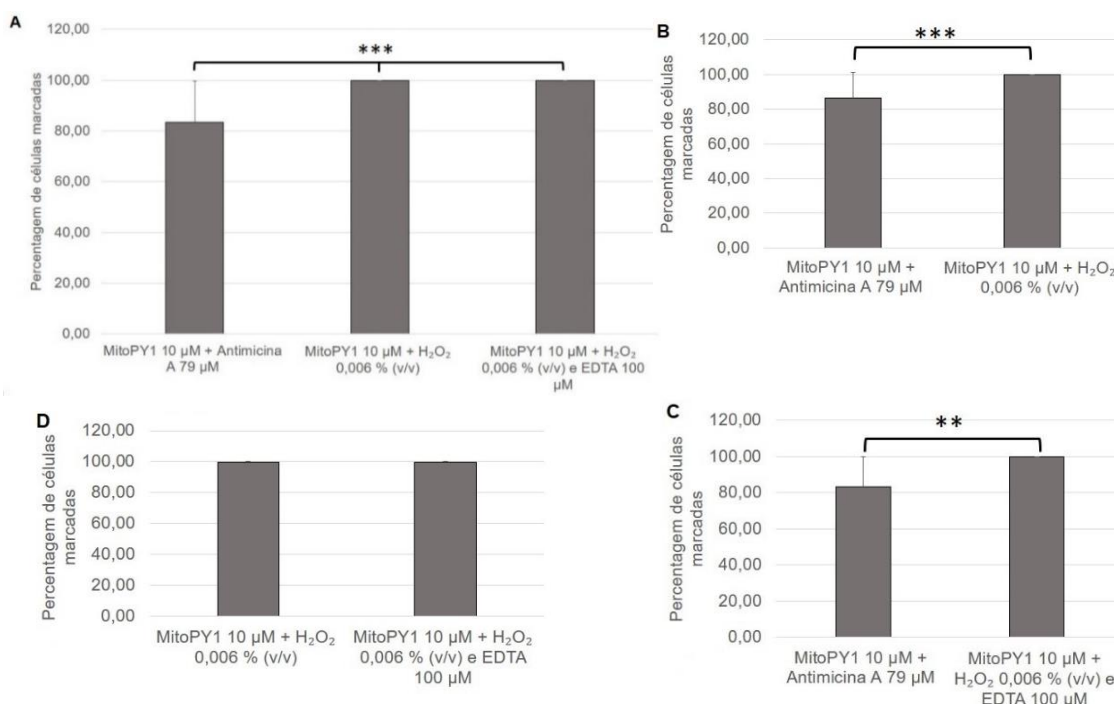 A
Percentagem de células marcadas
120,00
100,00
80,00
60,00
40,00
20,00
00,00
***
MitoPY1 10 µM + Antimicina
A 79 µM
MitoPY1 10 µM + H₂O₂
0,006 % (v/v)
MitoPY1 10 µM + H₂O₂
0,006 % (v/v) e EDTA 100
µM
B
Percentagem de células
marcadas
120,00
100,00
80,00
60,00
40,00
20,00
00,00
***
MitoPY1 10 µM +
Antimicina A 79 µM
MitoPY1 10 µM + H₂O₂
0,006 % (v/v)
D
Percentagem de células
marcadas
120,00
100,00
80,00
60,00
40,00
20,00
00,00
MitoPY1 10 µM + H₂O₂
0,006 % (v/v)
MitoPY1 10 µM + H₂O₂
0,006 % (v/v) e EDTA
100 µM
C
Percentagem de células
marcadas
120,00
100,00
80,00
60,00
40,00
20,00
00,00
**
MitoPY1 10 µM +
Antimicina A 79 µM
MitoPY1 10 µM +
H₂O₂ 0,006 % (v/v) e
EDTA 100 µM